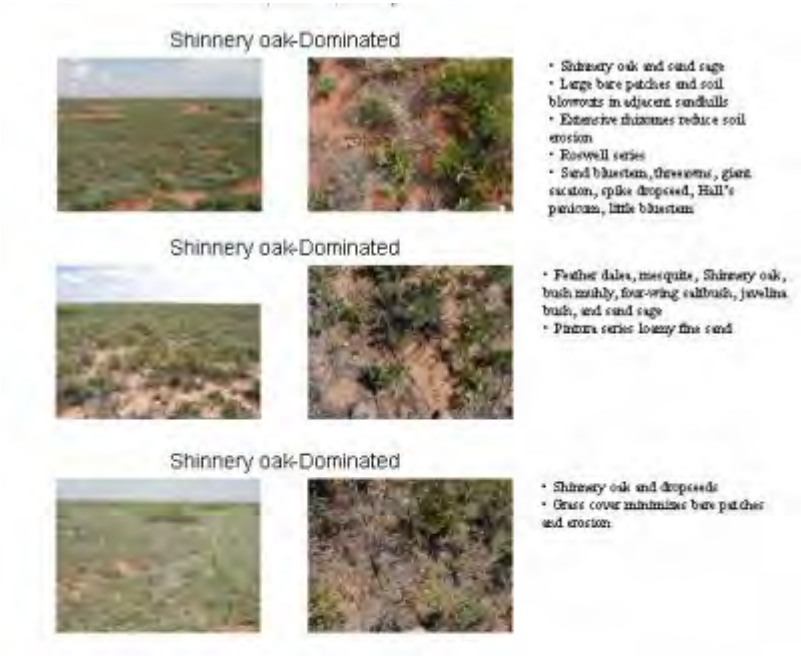 Shinnery oak-Dominated
• Shinnery oak and sand sage
• Large bare patches and soil
blowouts in adjacent sandhills
• Extensive rhizomes reduce soil
erosion
• Roswell series
• Sand bluestem, threeawns, giant
sacaton, spike dropseed, Hall's
panicum, little bluestem
Shinnery oak-Dominated
• Feather dalea, mesquite, Shinnery oak,
bush muhly, four-wing saltbush, javelina
bush, and sand sage
• Pintura series loamy fine sand
Shinnery oak-Dominated
• Shinnery oak and dropseeds
• Grass cover minimizes bare patches
and erosion